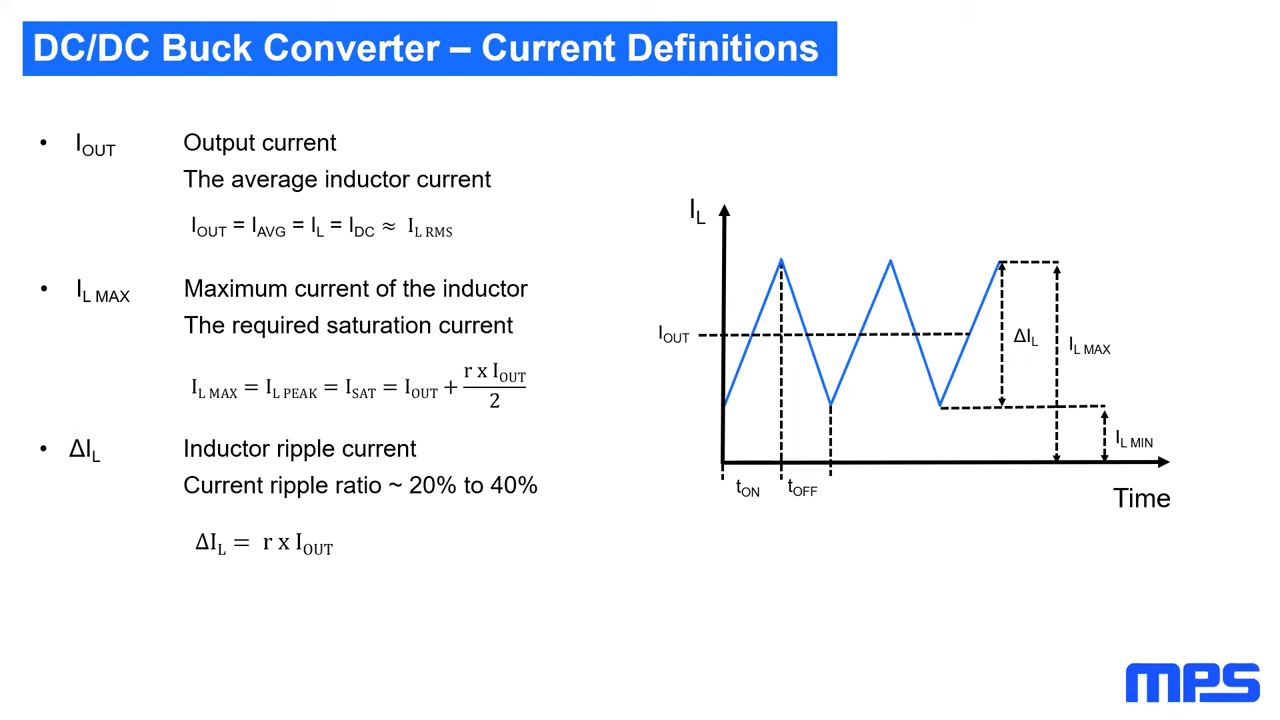 DC/DC Buck Converter – Current Definitions
• I_OUT Output current
The average inductor current
I_OUT = I_AVG = I_L = I_DC ≈ I_L RMS
• I_L MAX Maximum current of the inductor
The required saturation current
I_L MAX = I_L PEAK = I_SAT = I_OUT + (r x I_OUT)/2
• ΔI_L Inductor ripple current
Current ripple ratio ~ 20% to 40%
ΔI_L = r x I_OUT
I_L
I_OUT
ΔI_L
I_L MAX
I_L MIN
t_ON t_OFF
Time
MPS